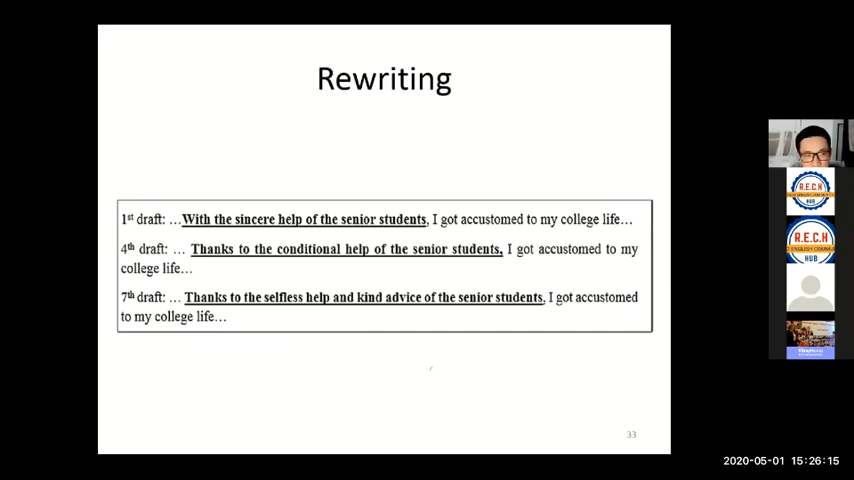 Rewriting
1st draft: …With the sincere help of the senior students, I got accustomed to my college life…
4th draft: … Thanks to the conditional help of the senior students, I got accustomed to my
college life…
7th draft: … Thanks to the selfless help and kind advice of the senior students, I got accustomed
to my college life…
33
R.E.C.H
HUB
R.E.C.H
HUB
2020-05-01 15:26:15